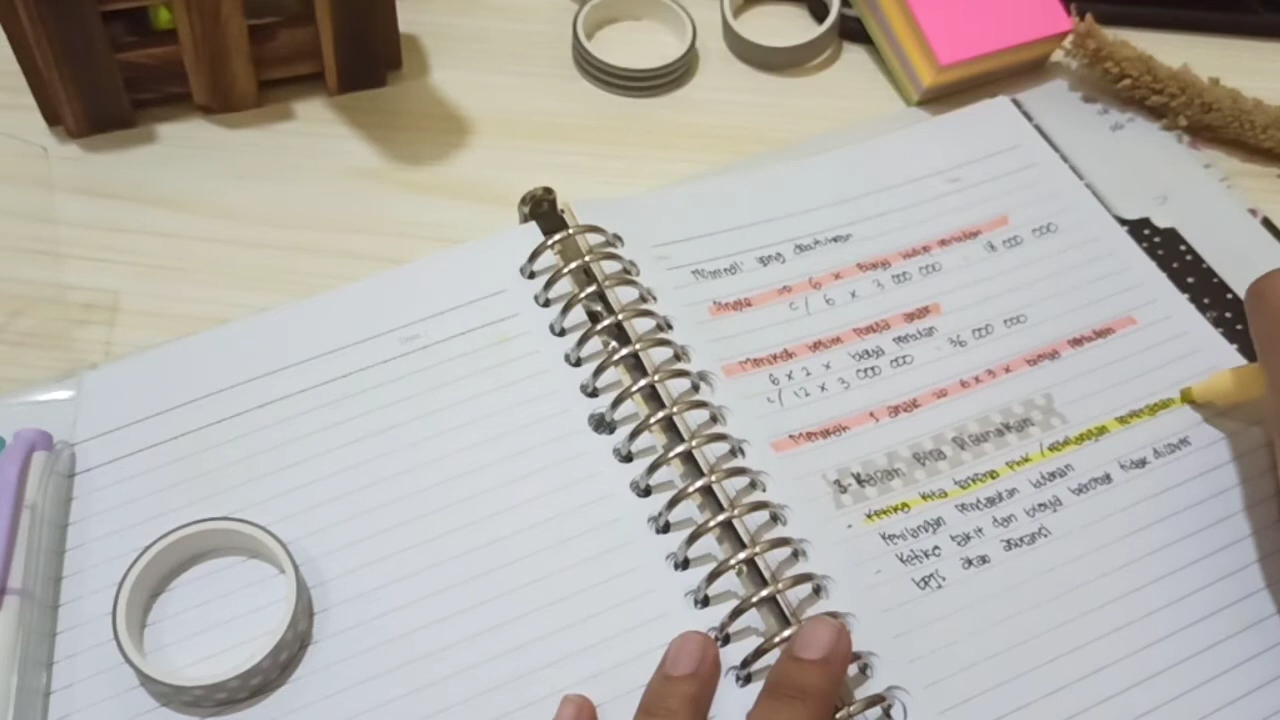 Nominal yang dibutuhkan
Single => 6 x Biaya hidup perbulan
c/ 6 x 3 000 000 = 18 000 000
Menikah belum punya anak
6 x 2 x biaya perbulan
c/ 12 x 3 000 000 = 36 000 000
Menikah 1 anak => 6 x 3 x biaya perbulan
3. Kapan Bisa Digunakan
- Ketika kita terkena PHK / kehilangan pekerjaan
Kehilangan pendapatan bulanan
- Ketika sakit dan biaya berobat tidak dicover
bpjs atau asuransi